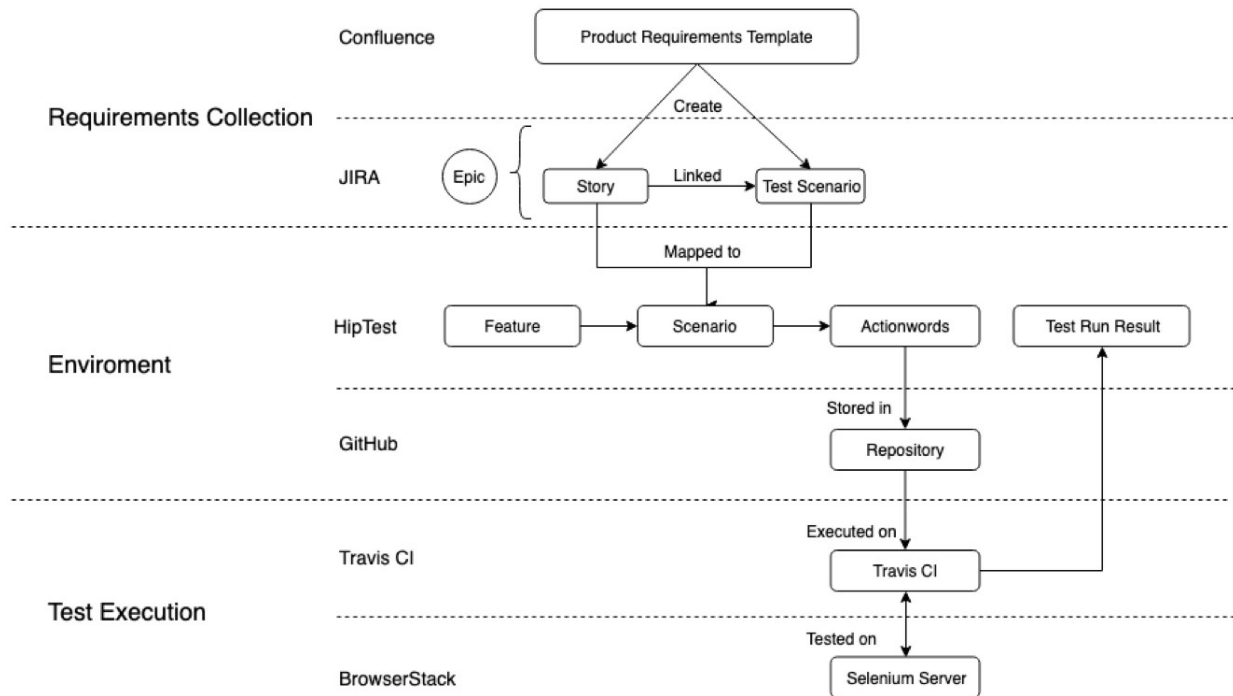 Confluence
Product Requirements Template
Requirements Collection
Create
JIRA
Epic
Story
Linked
Test Scenario
Mapped to
HipTest
Feature
Scenario
Actionwords
Test Run Result
Enviroment
Stored in
GitHub
Repository
Executed on
Travis CI
Travis CI
Test Execution
Tested on
BrowserStack
Selenium Server